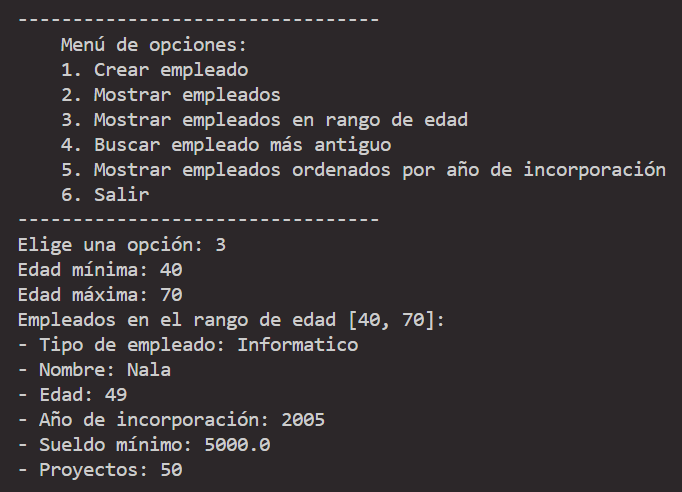 ---------------------------------
Menú de opciones:
1. Crear empleado
2. Mostrar empleados
3. Mostrar empleados en rango de edad
4. Buscar empleado más antiguo
5. Mostrar empleados ordenados por año de incorporación
6. Salir
---------------------------------
Elige una opción: 3
Edad mínima: 40
Edad máxima: 70
Empleados en el rango de edad [40, 70]:
- Tipo de empleado: Informatico
- Nombre: Nala
- Edad: 49
- Año de incorporación: 2005
- Sueldo mínimo: 5000.0
- Proyectos: 50